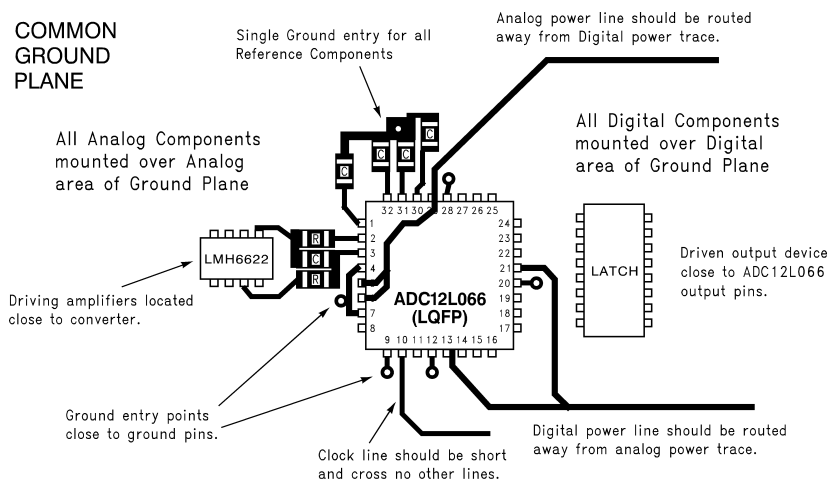 COMMON
GROUND
PLANE
Single Ground entry for all
Reference Components
Analog power line should be routed
away from Digital power trace.
All Analog Components
mounted over Analog
area of Ground Plane
All Digital Components
mounted over Digital
area of Ground Plane
C
C
C
C
32 31 30 29 28 27 26 25
1
2
3
4
7
8
24
23
22
21
20
19
18
17
R
C
R
LMH6622
LATCH
Driven output device
close to ADC12L066
output pins.
ADC12L066
(LQFP)
Driving amplifiers located
close to converter.
9 10 11 12 13 14 15 16
Ground entry points
close to ground pins.
Clock line should be short
and cross no other lines.
Digital power line should be routed
away from analog power trace.